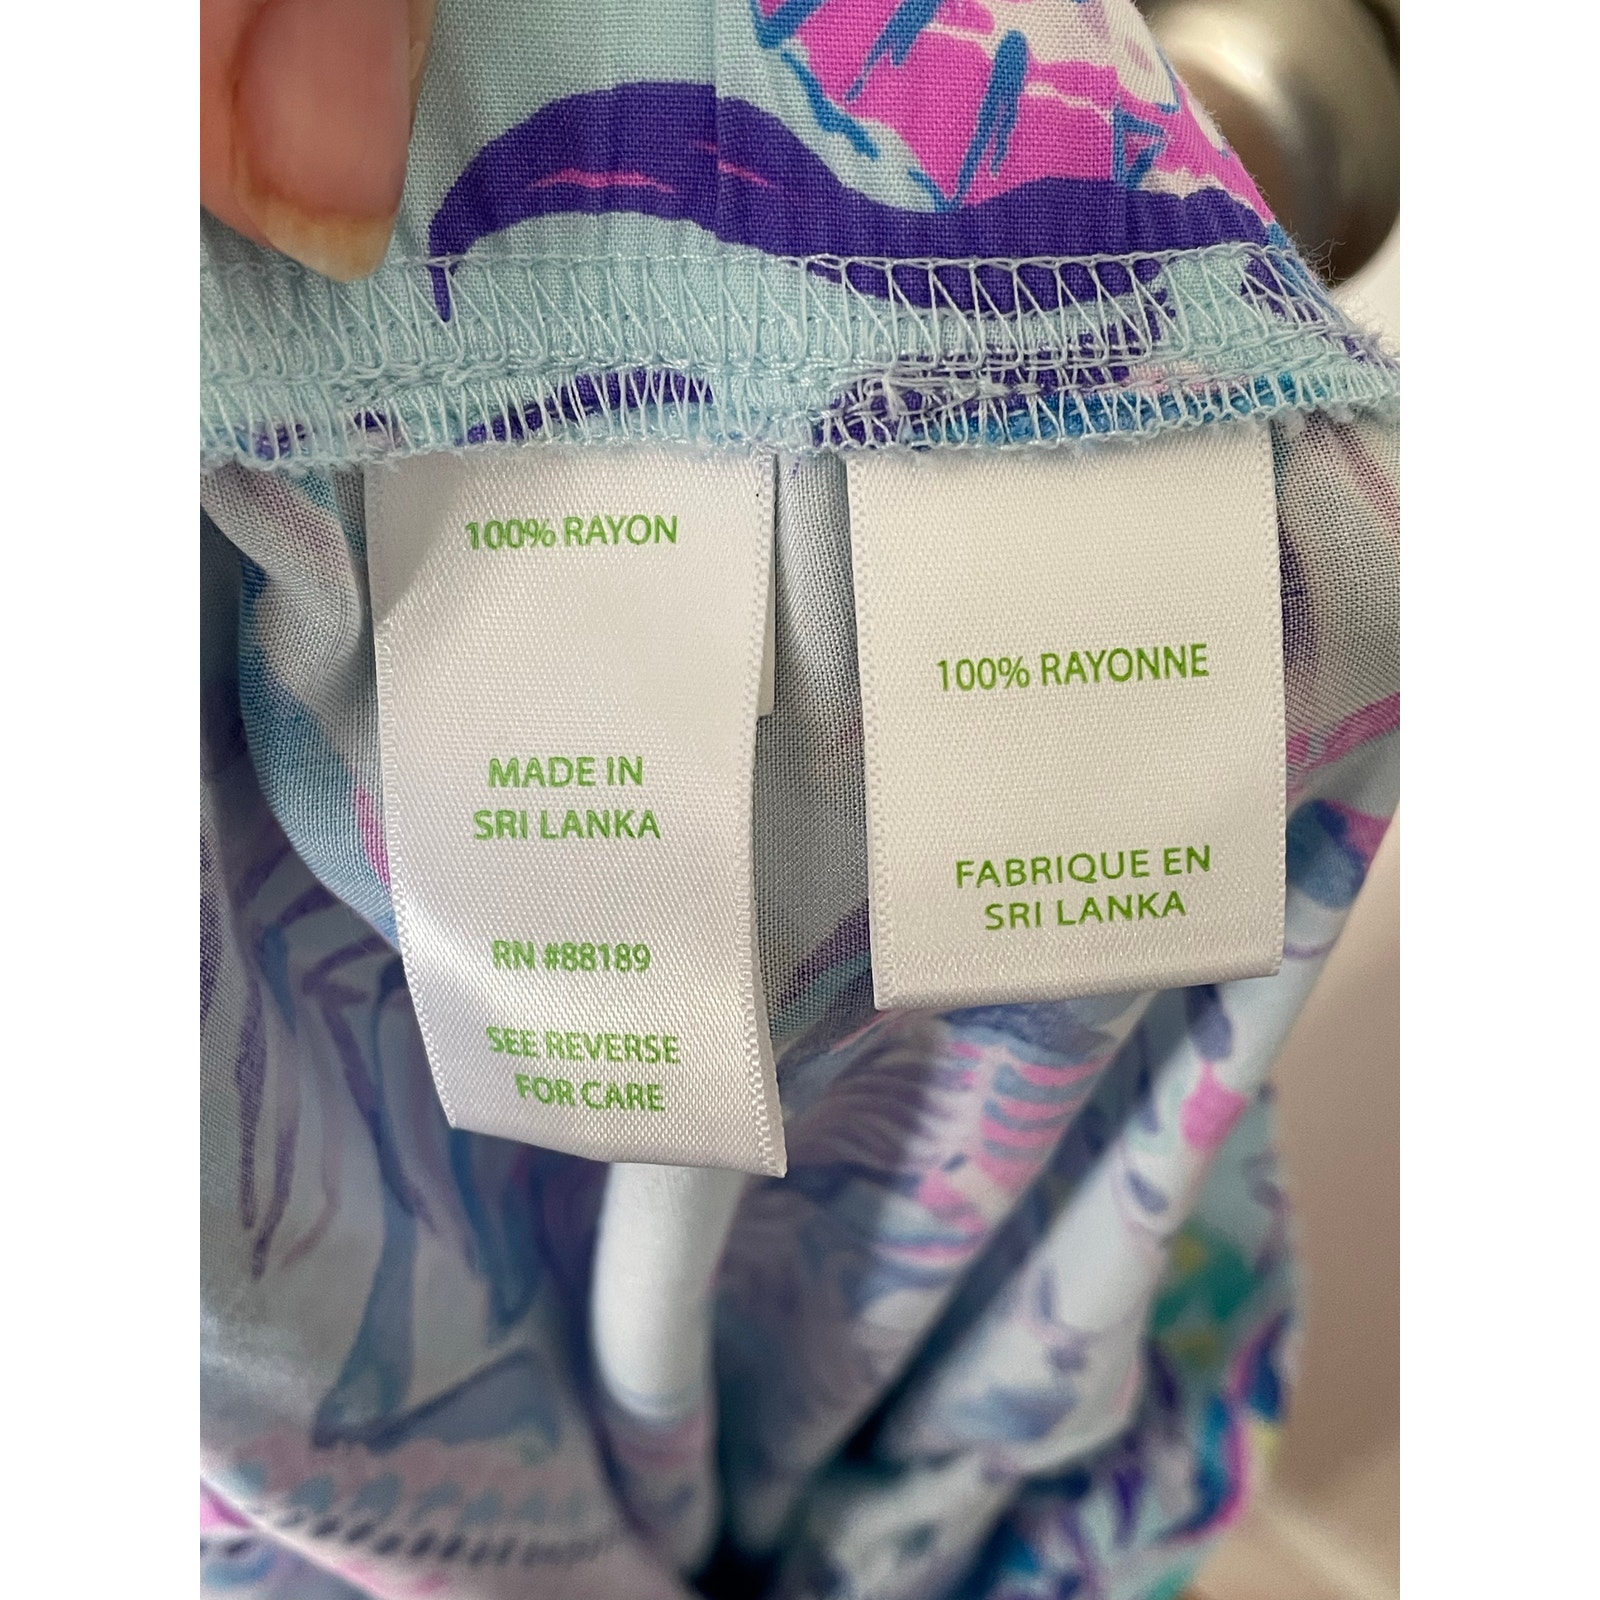 100% RAYON
MADE IN
SRI LANKA
RN #88189
SEE REVERSE
FOR CARE
100% RAYONNE
FABRIQUE EN
SRI LANKA